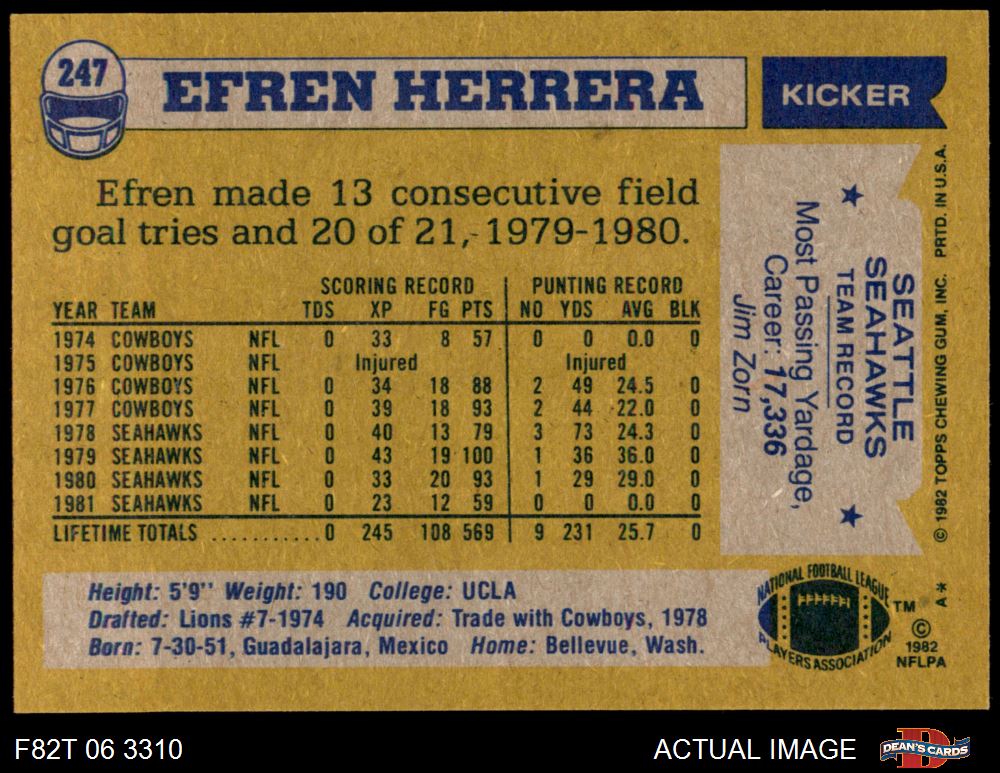 247 EFREN HERRERA KICKER
Efren made 13 consecutive field
goal tries and 20 of 21, 1979-1980.
SCORING RECORD PUNTING RECORD
YEAR TEAM TDS XP FG PTS NO YDS AVG BLK
1974 COWBOYS NFL 0 33 8 57 0 0 0.0 0
1975 COWBOYS NFL Injured Injured
1976 COWBOYS NFL 0 34 18 88 2 49 24.5 0
1977 COWBOYS NFL 0 39 18 93 2 44 22.0 0
1978 SEAHAWKS NFL 0 40 13 79 3 73 24.3 0
1979 SEAHAWKS NFL 0 43 19 100 1 36 36.0 0
1980 SEAHAWKS NFL 0 33 20 93 1 29 29.0 0
1981 SEAHAWKS NFL 0 23 12 59 0 0 0.0 0
LIFETIME TOTALS ........... 0 245 108 569 9 231 25.7 0
Height: 5'9" Weight: 190 College: UCLA
Drafted: Lions #7-1974 Acquired: Trade with Cowboys, 1978
Born: 7-30-51, Guadalajara, Mexico Home: Bellevue, Wash.
SEATTLE
SEAHAWKS
TEAM RECORD
Most Passing Yardage,
Career: 17,336
Jim Zorn
© 1982 TOPPS CHEWING GUM, INC. PRTD. IN U.S.A.
A*
NATIONAL FOOTBALL LEAGUE
PLAYERS ASSOCIATION
TM
©
1982
NFLPA
F82T 06 3310 ACTUAL IMAGE DEAN'S CARDS